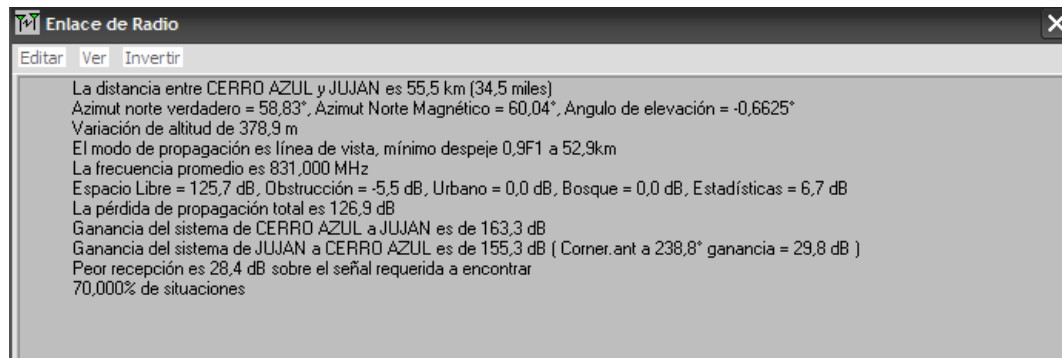 Enlace de Radio
Editar Ver Invertir
La distancia entre CERRO AZUL y JUJAN es 55,5 km (34,5 miles)
Azimut norte verdadero = 58,83°, Azimut Norte Magnético = 60,04°, Angulo de elevación = -0,6625°
Variación de altitud de 378,9 m
El modo de propagación es línea de vista, mínimo despeje 0,9F1 a 52,9km
La frecuencia promedio es 831,000 MHz
Espacio Libre = 125,7 dB, Obstrucción = -5,5 dB, Urbano = 0,0 dB, Bosque = 0,0 dB, Estadísticas = 6,7 dB
La pérdida de propagación total es 126,9 dB
Ganancia del sistema de CERRO AZUL a JUJAN es de 163,3 dB
Ganancia del sistema de JUJAN a CERRO AZUL es de 155,3 dB ( Corner.ant a 238,8° ganancia = 29,8 dB )
Peor recepción es 28,4 dB sobre el señal requerida a encontrar
70,000% de situaciones